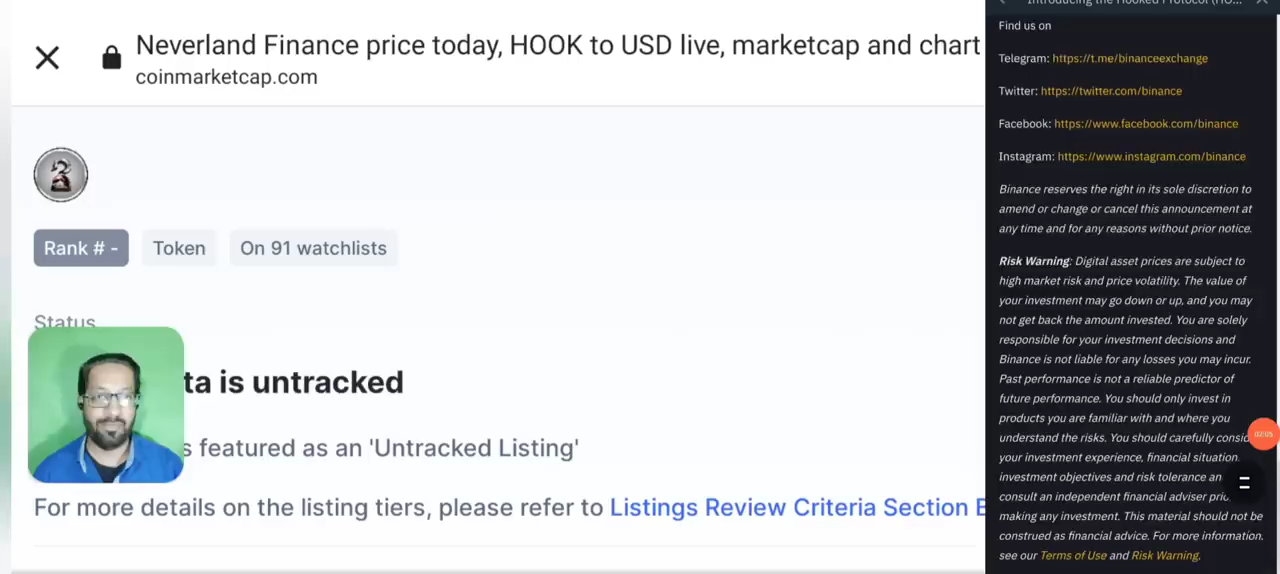 Neverland Finance price today, HOOK to USD live, marketcap and chart
coinmarketcap.com
Rank # -
Token
On 91 watchlists
Status
ta is untracked
s featured as an 'Untracked Listing'
For more details on the listing tiers, please refer to Listings Review Criteria Section B
Introducing the Hooked Protocol (HO...
Find us on
Telegram: https://t.me/binanceexchange
Twitter: https://twitter.com/binance
Facebook: https://www.facebook.com/binance
Instagram: https://www.instagram.com/binance
Binance reserves the right in its sole discretion to
amend or change or cancel this announcement at
any time and for any reasons without prior notice.
Risk Warning: Digital asset prices are subject to
high market risk and price volatility. The value of
your investment may go down or up, and you may
not get back the amount invested. You are solely
responsible for your investment decisions and
Binance is not liable for any losses you may incur.
Past performance is not a reliable predictor of
future performance. You should only invest in
products you are familiar with and where you
understand the risks. You should carefully consid
02:05
your investment experience, financial situation,
investment objectives and risk tolerance an
consult an independent financial adviser prio
making any investment. This material should not be
construed as financial advice. For more information,
see our Terms of Use and Risk Warning.